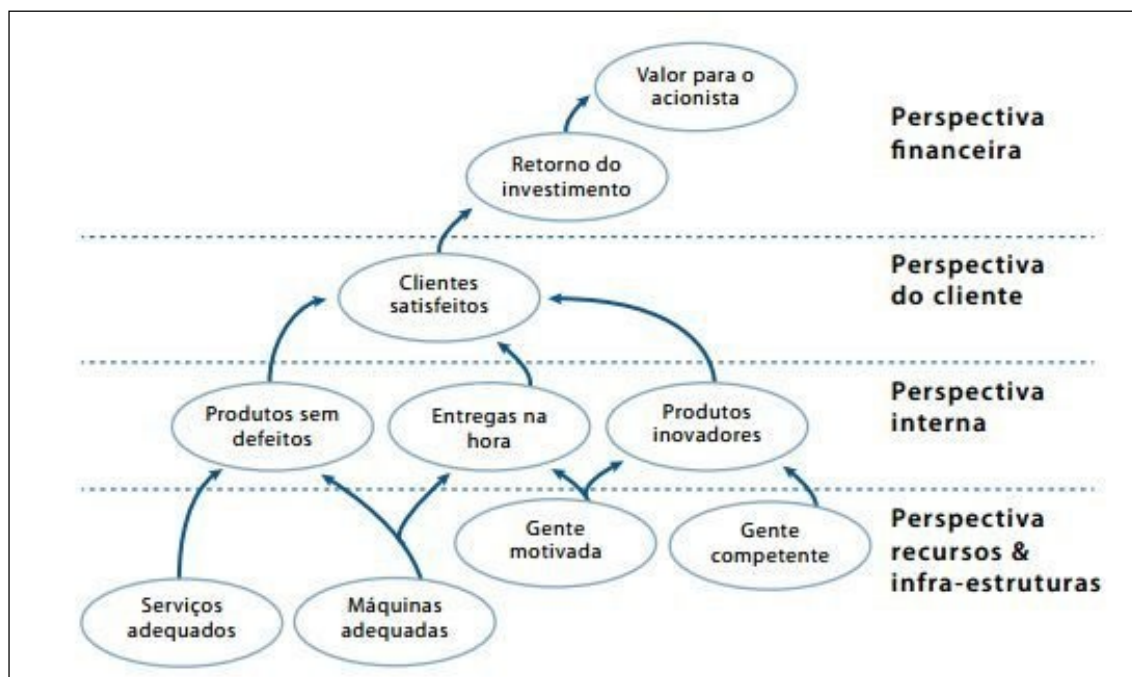 Valor para o
acionista
Perspectiva
financeira
Retorno do
investimento
Clientes
satisfeitos
Perspectiva
do cliente
Produtos sem
defeitos
Entregas na
hora
Produtos
inovadores
Perspectiva
interna
Gente
motivada
Gente
competente
Perspectiva
recursos &
infra-estruturas
Serviços
adequados
Máquinas
adequadas